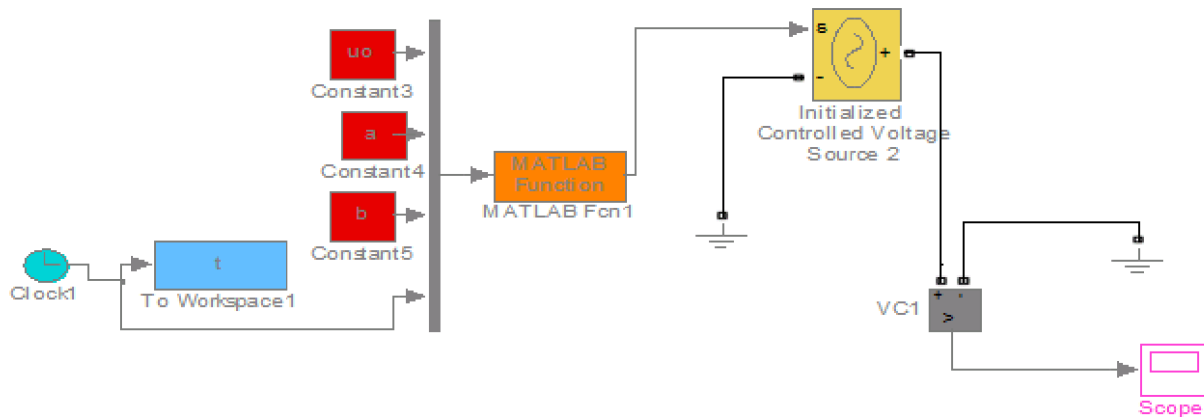 uo
Constant3
a
Constant4
b
Constant5
Clock1
t
To Workspace1
MATLAB
Function
MATLAB Fcn1
s
+
-
Initialized
Controlled Voltage
Source 2
VC1
+
-
v
Scope